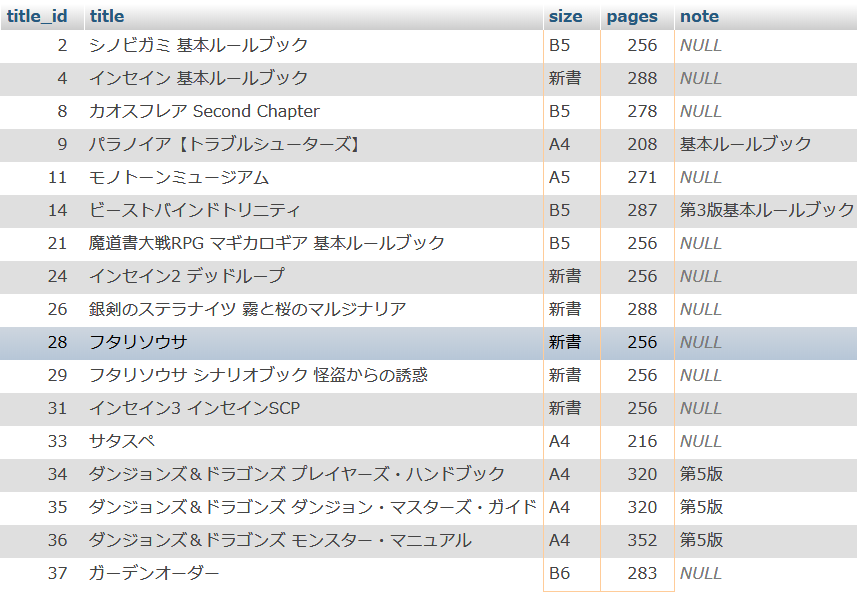 title_id title size pages note
2 シノビガミ 基本ルールブック B5 256 NULL
4 インセイン 基本ルールブック 新書 288 NULL
8 カオスフレア Second Chapter B5 278 NULL
9 パラノイア【トラブルシューターズ】 A4 208 基本ルールブック
11 モノトーンミュージアム A5 271 NULL
14 ビーストバインドトリニティ B5 287 第3版基本ルールブック
21 魔道書大戦RPG マギカロギア 基本ルールブック B5 256 NULL
24 インセイン2 デッドループ 新書 256 NULL
26 銀剣のステラナイツ 霧と桜のマルジナリア 新書 288 NULL
28 フタリソウサ 新書 256 NULL
29 フタリソウサ シナリオブック 怪盗からの誘惑 新書 256 NULL
31 インセイン3 インセインSCP 新書 256 NULL
33 サタスペ A4 216 NULL
34 ダンジョンズ＆ドラゴンズ プレイヤーズ・ハンドブック A4 320 第5版
35 ダンジョンズ＆ドラゴンズ ダンジョン・マスターズ・ガイド A4 320 第5版
36 ダンジョンズ＆ドラゴンズ モンスター・マニュアル A4 352 第5版
37 ガーデンオーダー B6 283 NULL